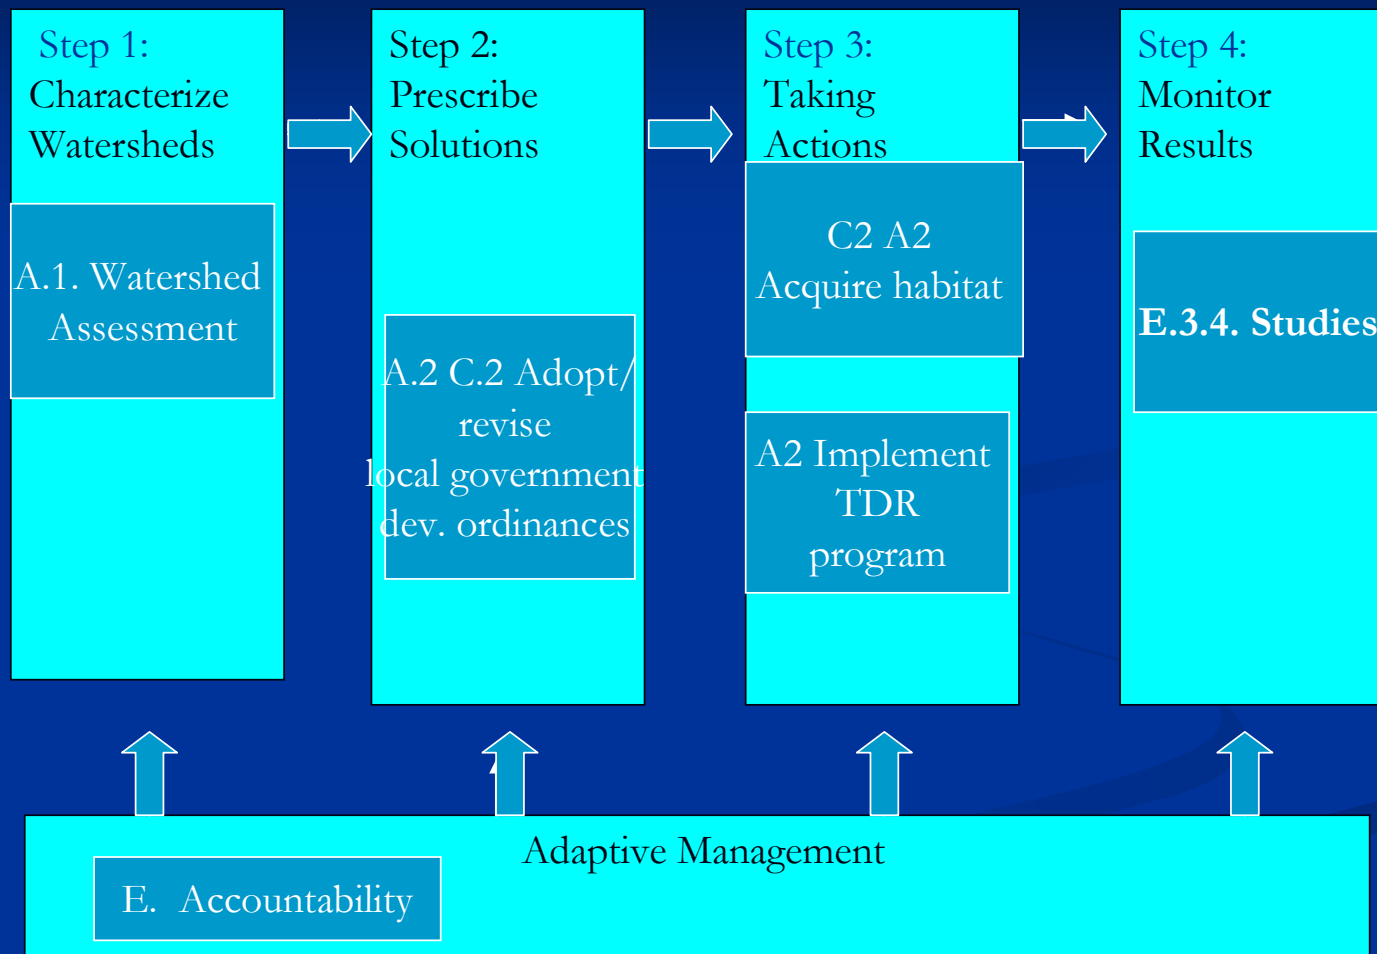 Step 1:
Characterize
Watersheds
A.1. Watershed
Assessment
Step 2:
Prescribe
Solutions
A.2 C.2 Adopt/
revise
local government
dev. ordinances
Step 3:
Taking
Actions
C2 A2
Acquire habitat
A2 Implement
TDR
program
Step 4:
Monitor
Results
E.3.4. Studies
Adaptive Management
E. Accountability